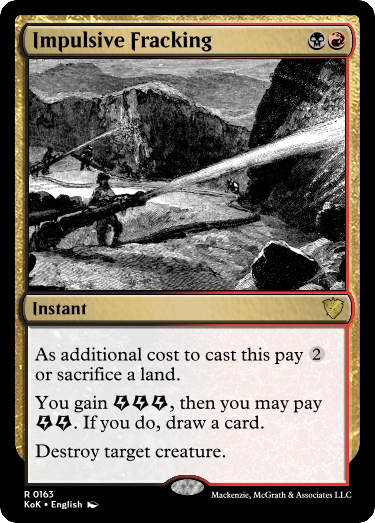 Impulsive Fracking
Instant
As additional cost to cast this pay 2
or sacrifice a land.
You gain , then you may pay
. If you do, draw a card.
Destroy target creature.
R 0163
KoK • English
Mackenzie, McGrath & Associates LLC